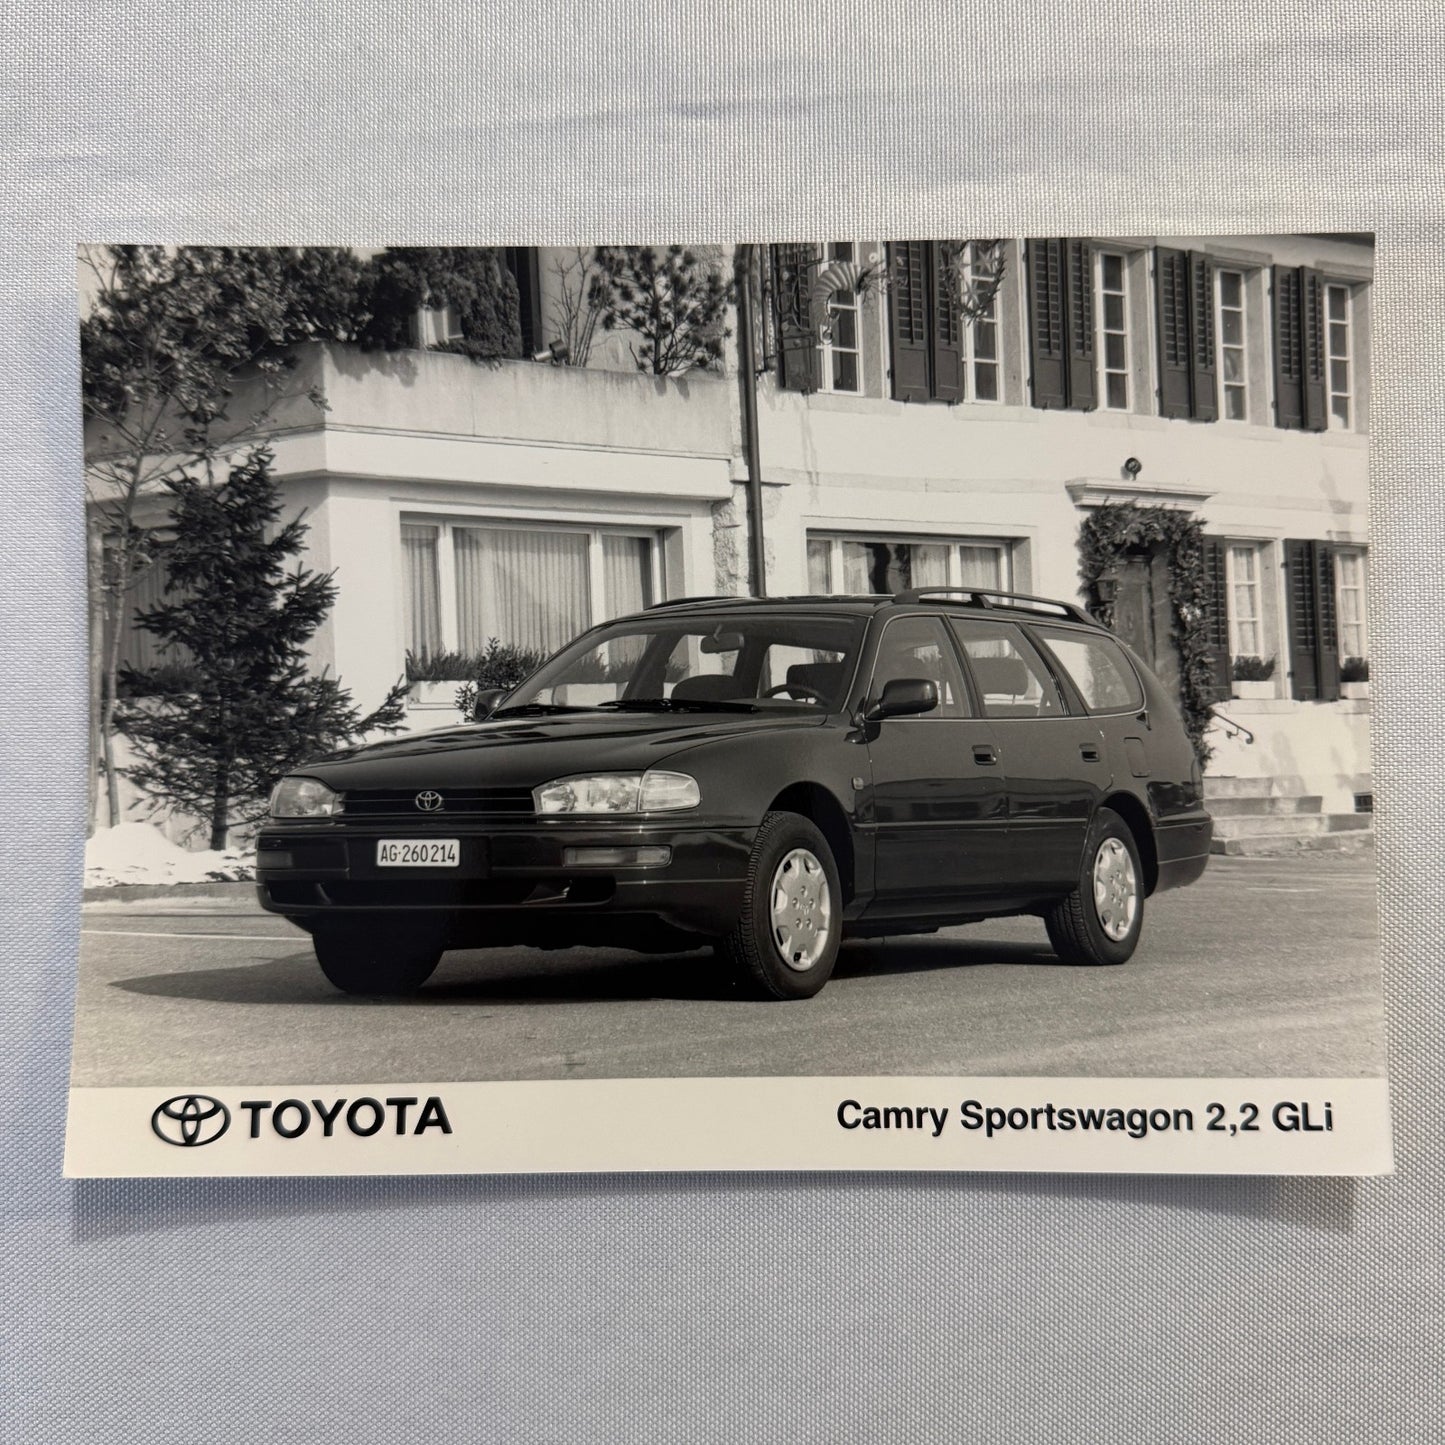 AG·260214
TOYOTA
Camry Sportswagon 2,2 GLi